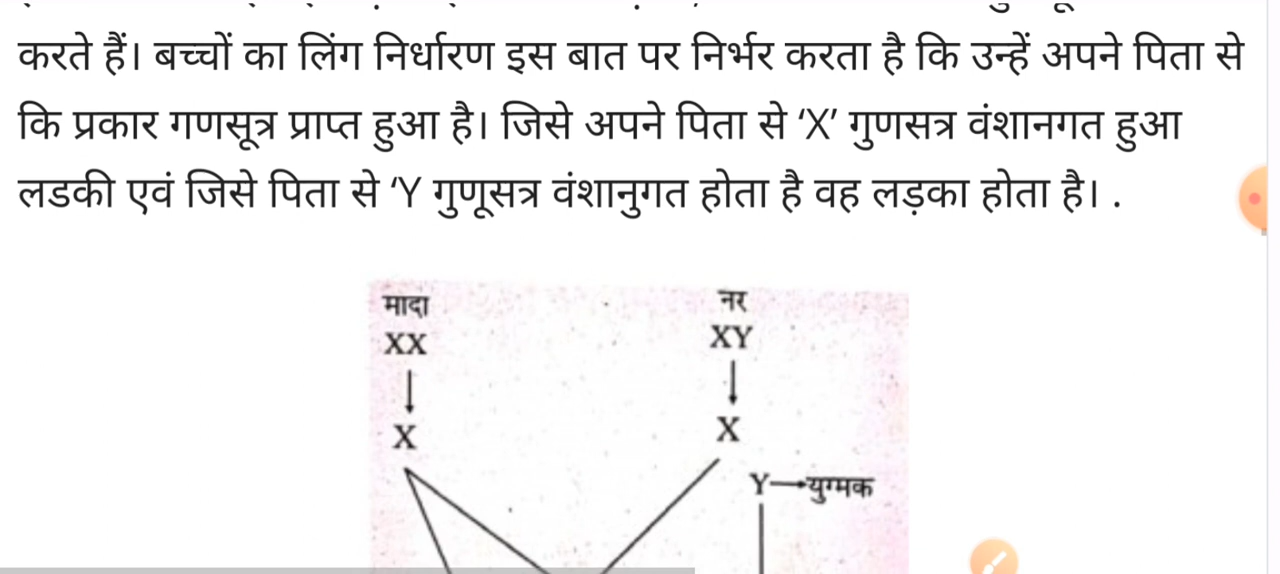 करते हैं। बच्चों का लिंग निर्धारण इस बात पर निर्भर करता है कि उन्हें अपने पिता से
कि प्रकार गणसूत्र प्राप्त हुआ है। जिसे अपने पिता से ‘X’ गुणसत्र वंशानगत हुआ
लडकी एवं जिसे पिता से ‘Y गुणूसत्र वंशानुगत होता है वह लड़का होता है। .
मादा नर
XX XY
X X
Y युग्मक